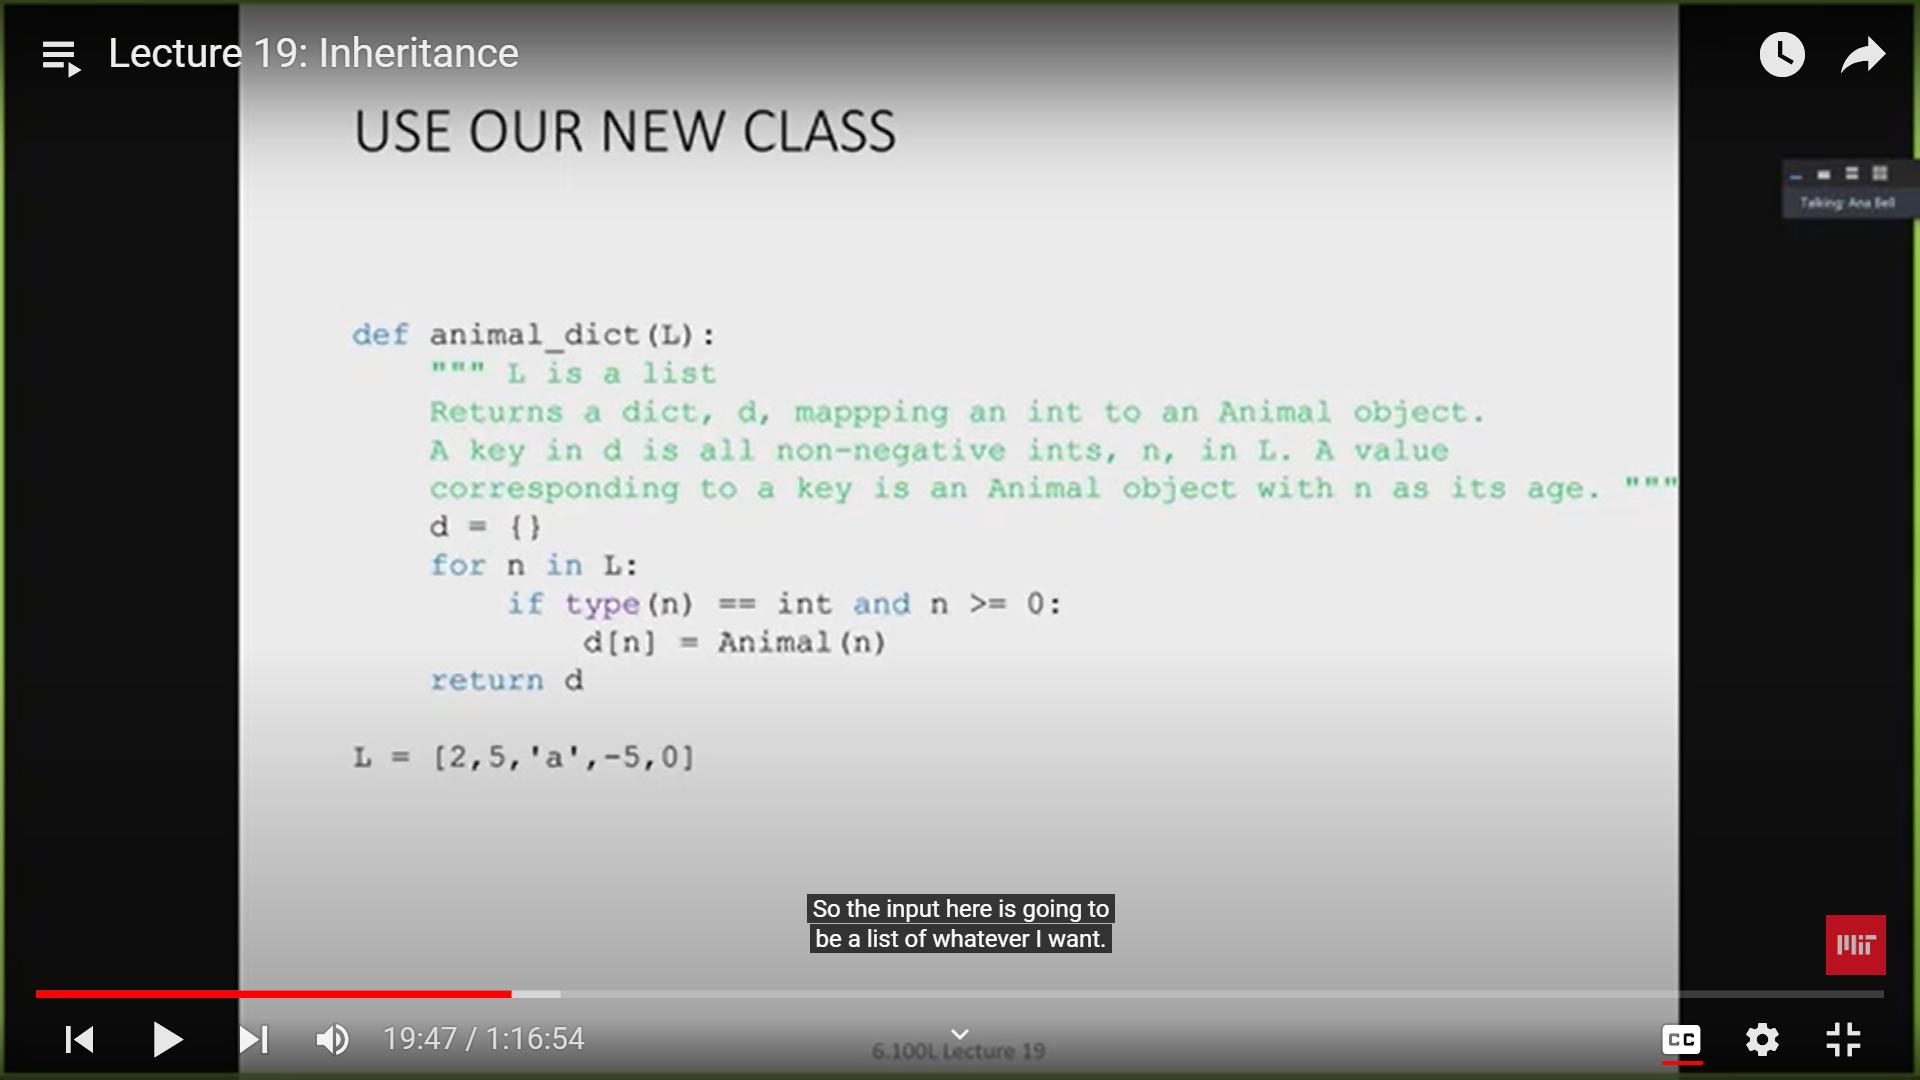 Lecture 19: Inheritance
USE OUR NEW CLASS
Talking: Ana Bell
def animal_dict(L):
""" L is a list
Returns a dict, d, mappping an int to an Animal object.
A key in d is all non-negative ints, n, in L. A value
corresponding to a key is an Animal object with n as its age. """
d = {}
for n in L:
if type(n) == int and n >= 0:
d[n] = Animal(n)
return d
L = [2,5,'a',-5,0]
So the input here is going to
be a list of whatever I want.
MIT
19:47 / 1:16:54
CC
6.100L Lecture 19